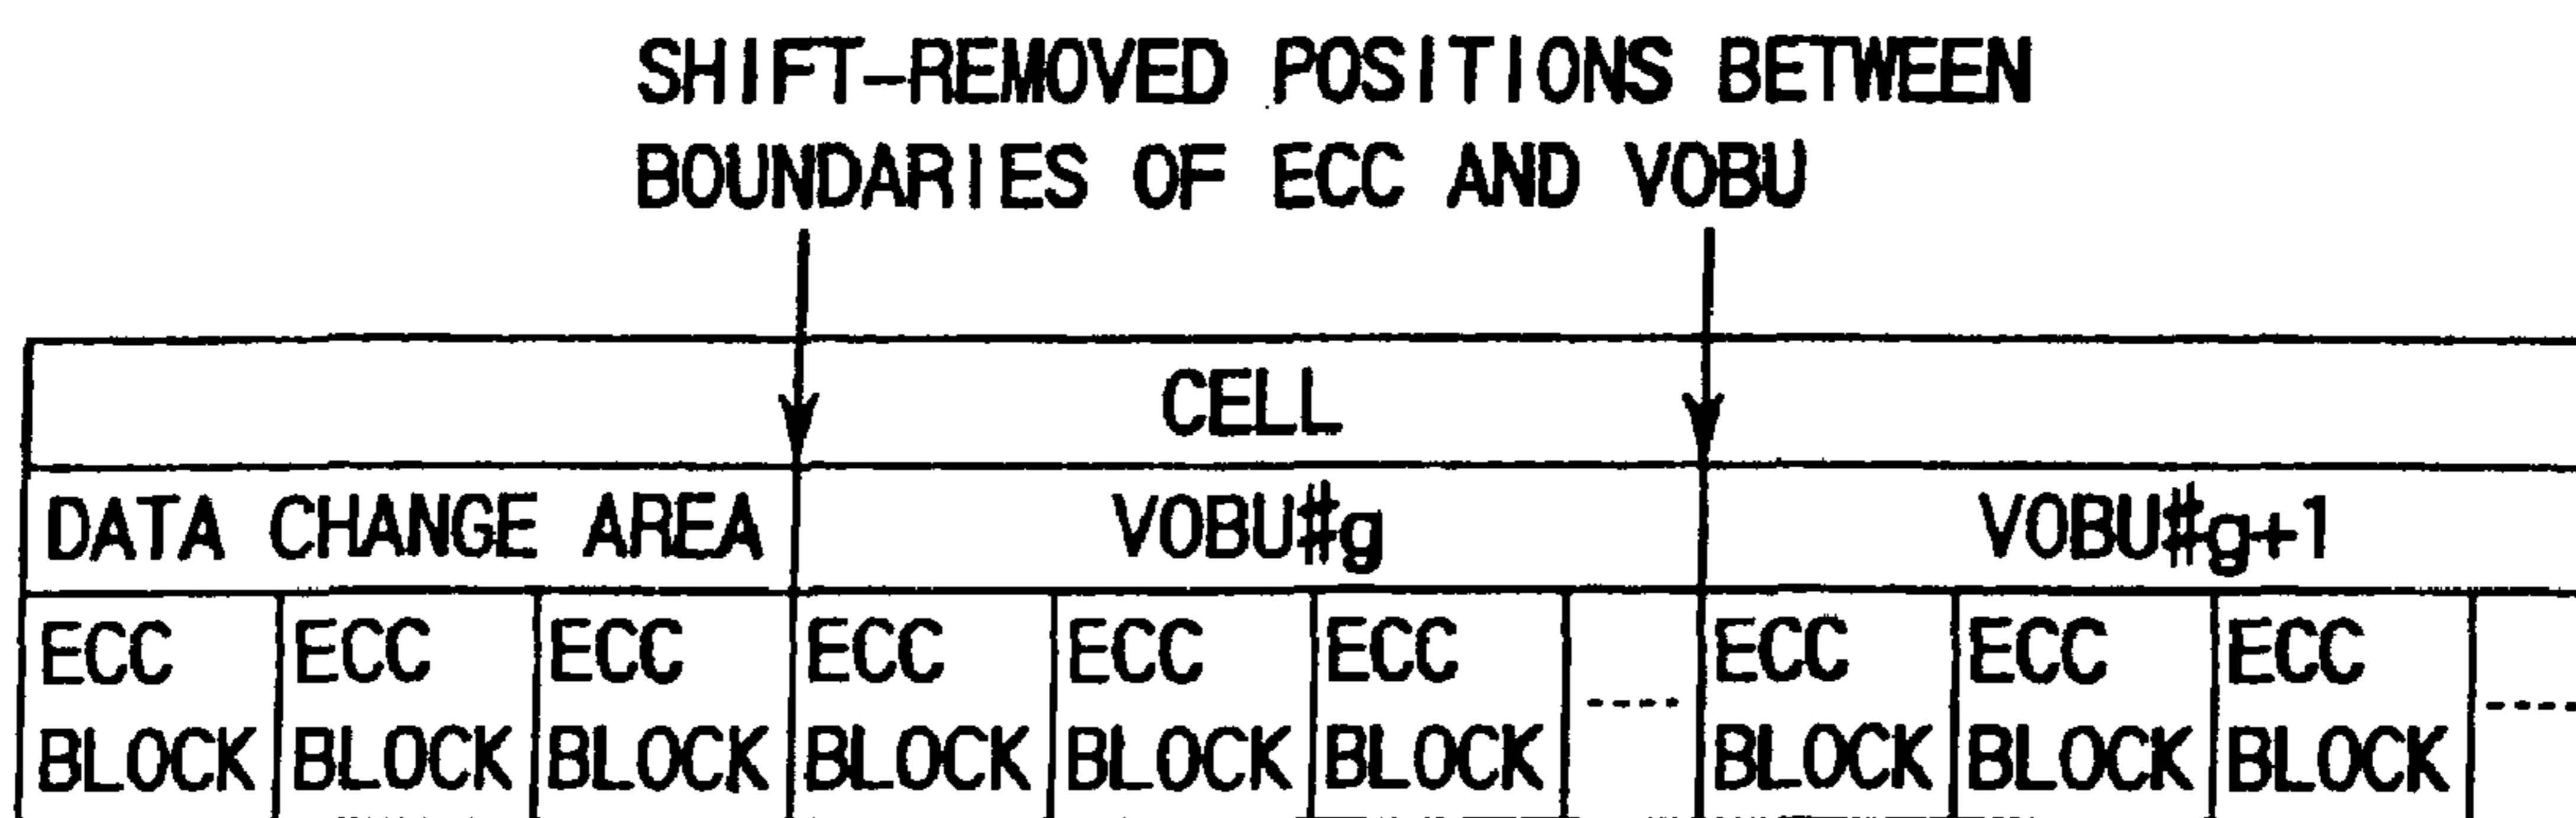 SHIFT-REMOVED POSITIONS BETWEEN
BOUNDARIES OF ECC AND VOBU
CELL
DATA CHANGE AREA VOBU#g VOBU#g+1
ECC ECC ECC ECC ECC ECC ECC ECC ECC
BLOCK BLOCK BLOCK BLOCK BLOCK BLOCK ---- BLOCK BLOCK BLOCK ----